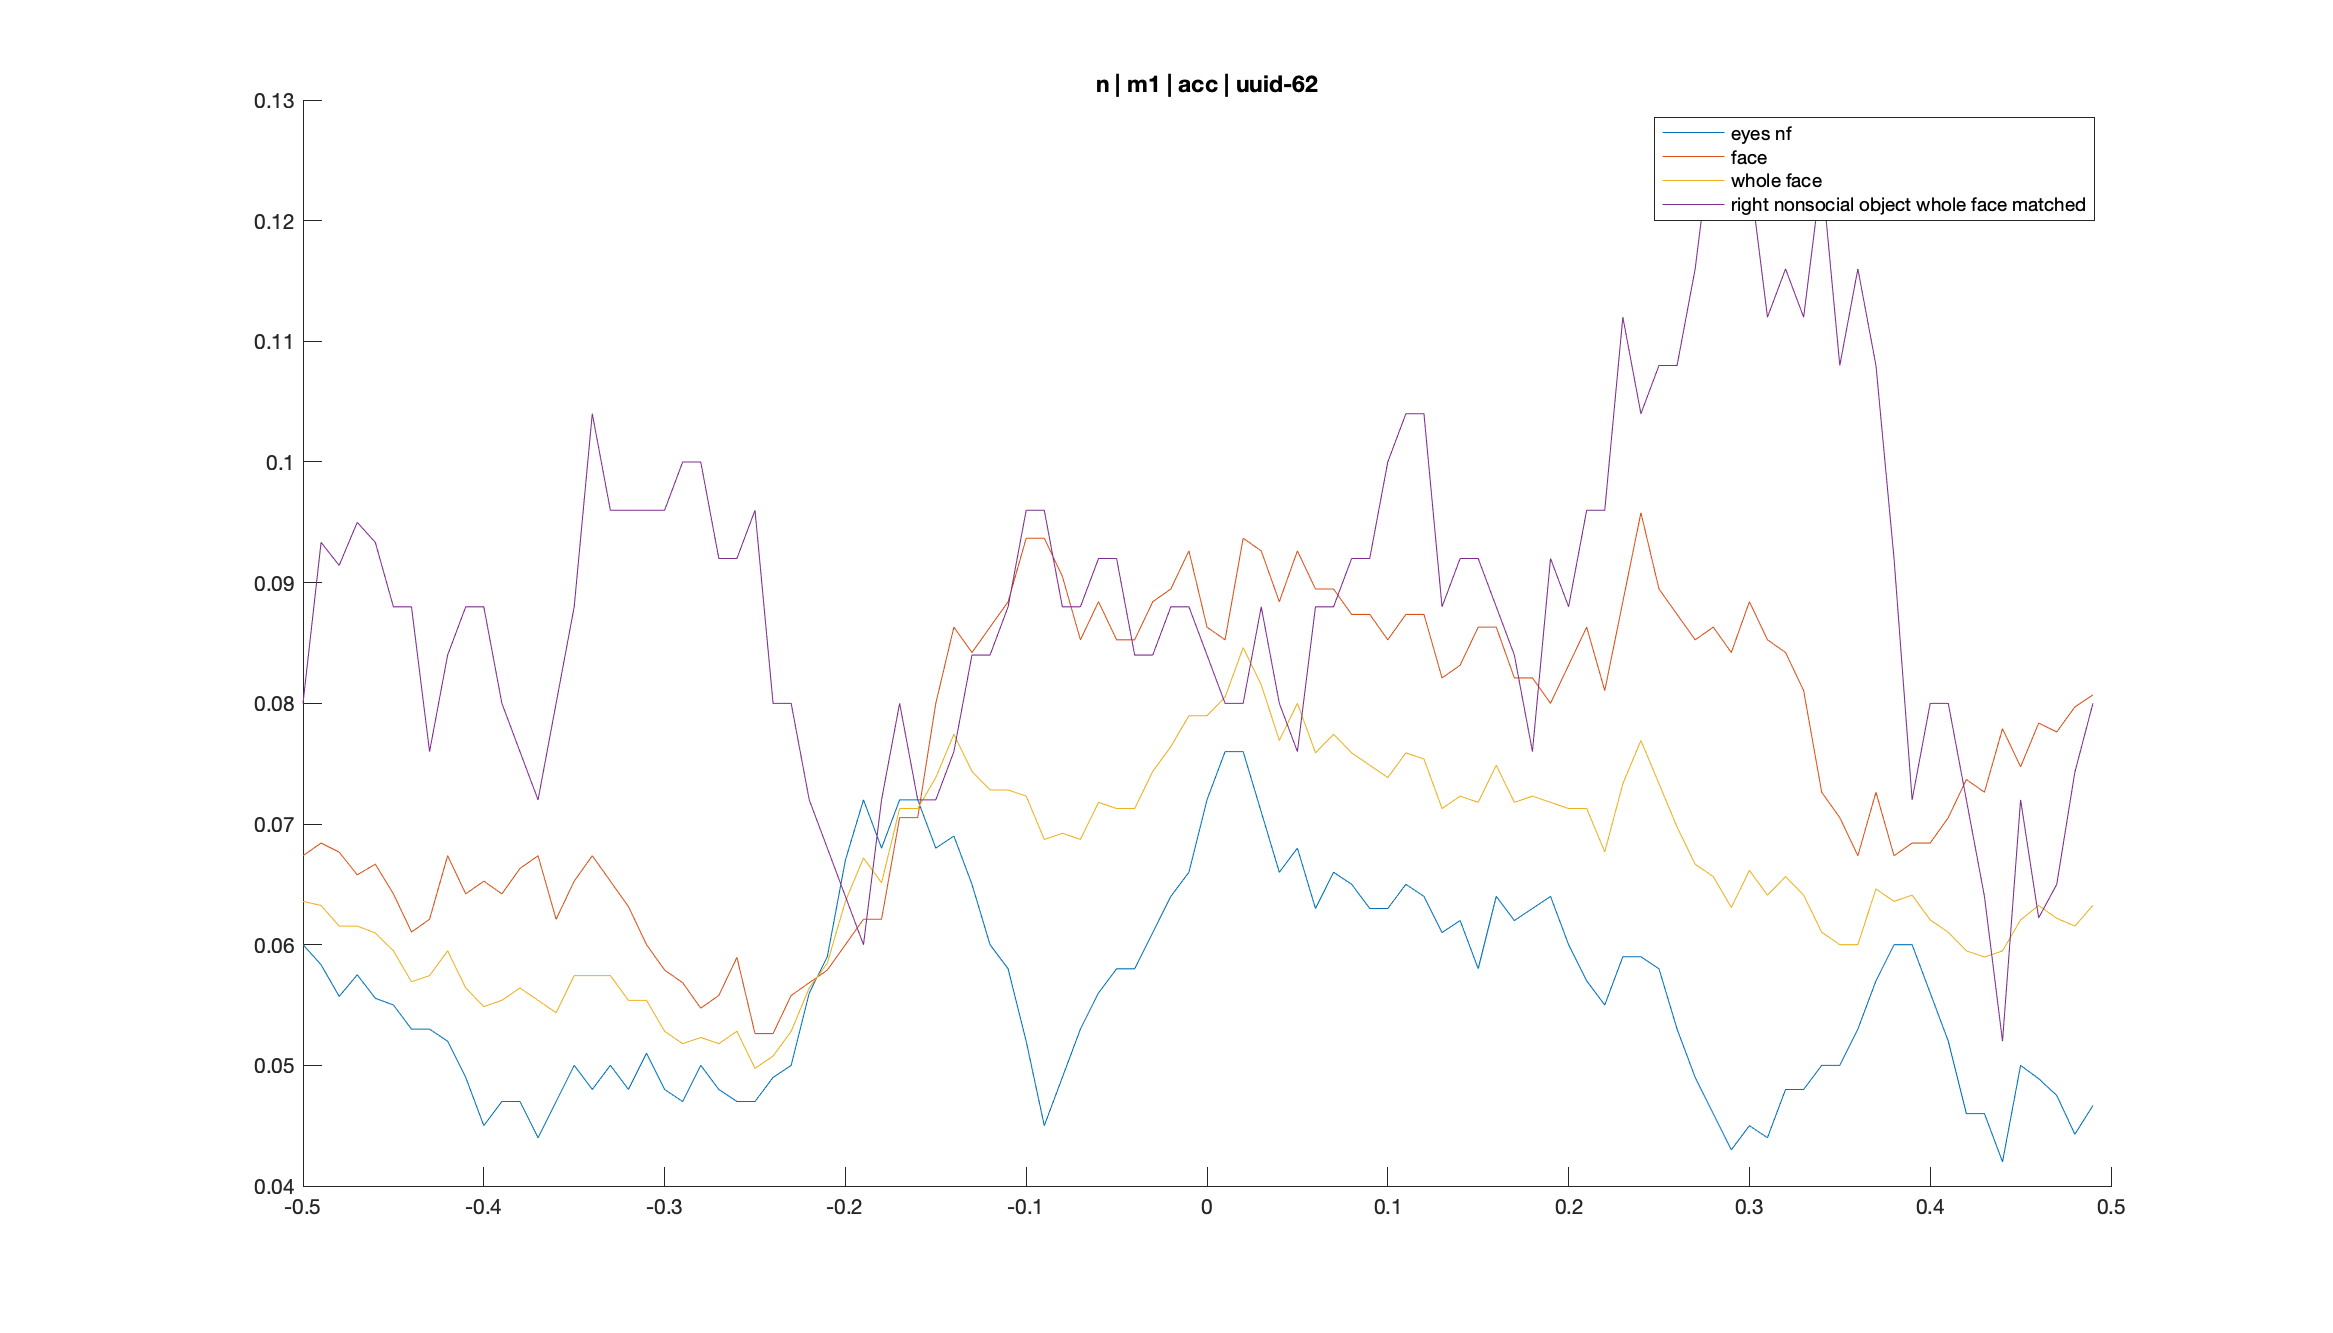 n | m1 | acc | uuid-62
0.13
0.12
0.11
0.1
0.09
0.08
0.07
0.06
0.05
0.04
eyes nf
face
whole face
right nonsocial object whole face matched
-0.5 -0.4 -0.3 -0.2 -0.1 0 0.1 0.2 0.3 0.4 0.5